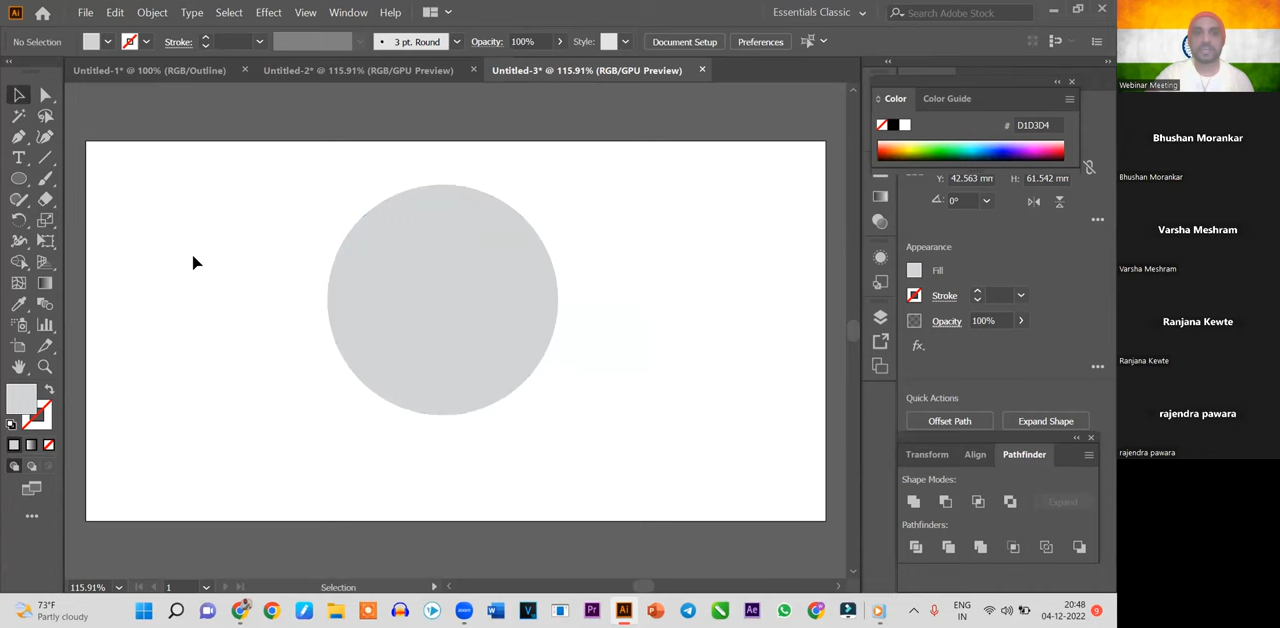 Ai File Edit Object Type Select Effect View Window Help Essentials Classic Search Adobe Stock
No Selection Stroke: 3 pt. Round Opacity: 100% Style: Document Setup Preferences
Untitled-1* @ 100% (RGB/Outline) × Untitled-2* @ 115.91% (RGB/GPU Preview) × Untitled-3* @ 115.91% (RGB/GPU Preview) ×
Color Color Guide
# D1D3D4
Y: 42.563 mm H: 61.542 mm
0°
Appearance
Fill
Stroke
Opacity 100%
fx.
Quick Actions
Offset Path Expand Shape
Transform Align Pathfinder
Shape Modes:
Expand
Pathfinders:
115.91% 1 Selection
Webinar Meeting
Bhushan Morankar
Bhushan Morankar
Varsha Meshram
Varsha Meshram
Ranjana Kewte
Ranjana Kewte
rajendra pawara
rajendra pawara
73°F
Partly cloudy
Pr Ai Ae
ENG
IN
20:48
04-12-2022
9